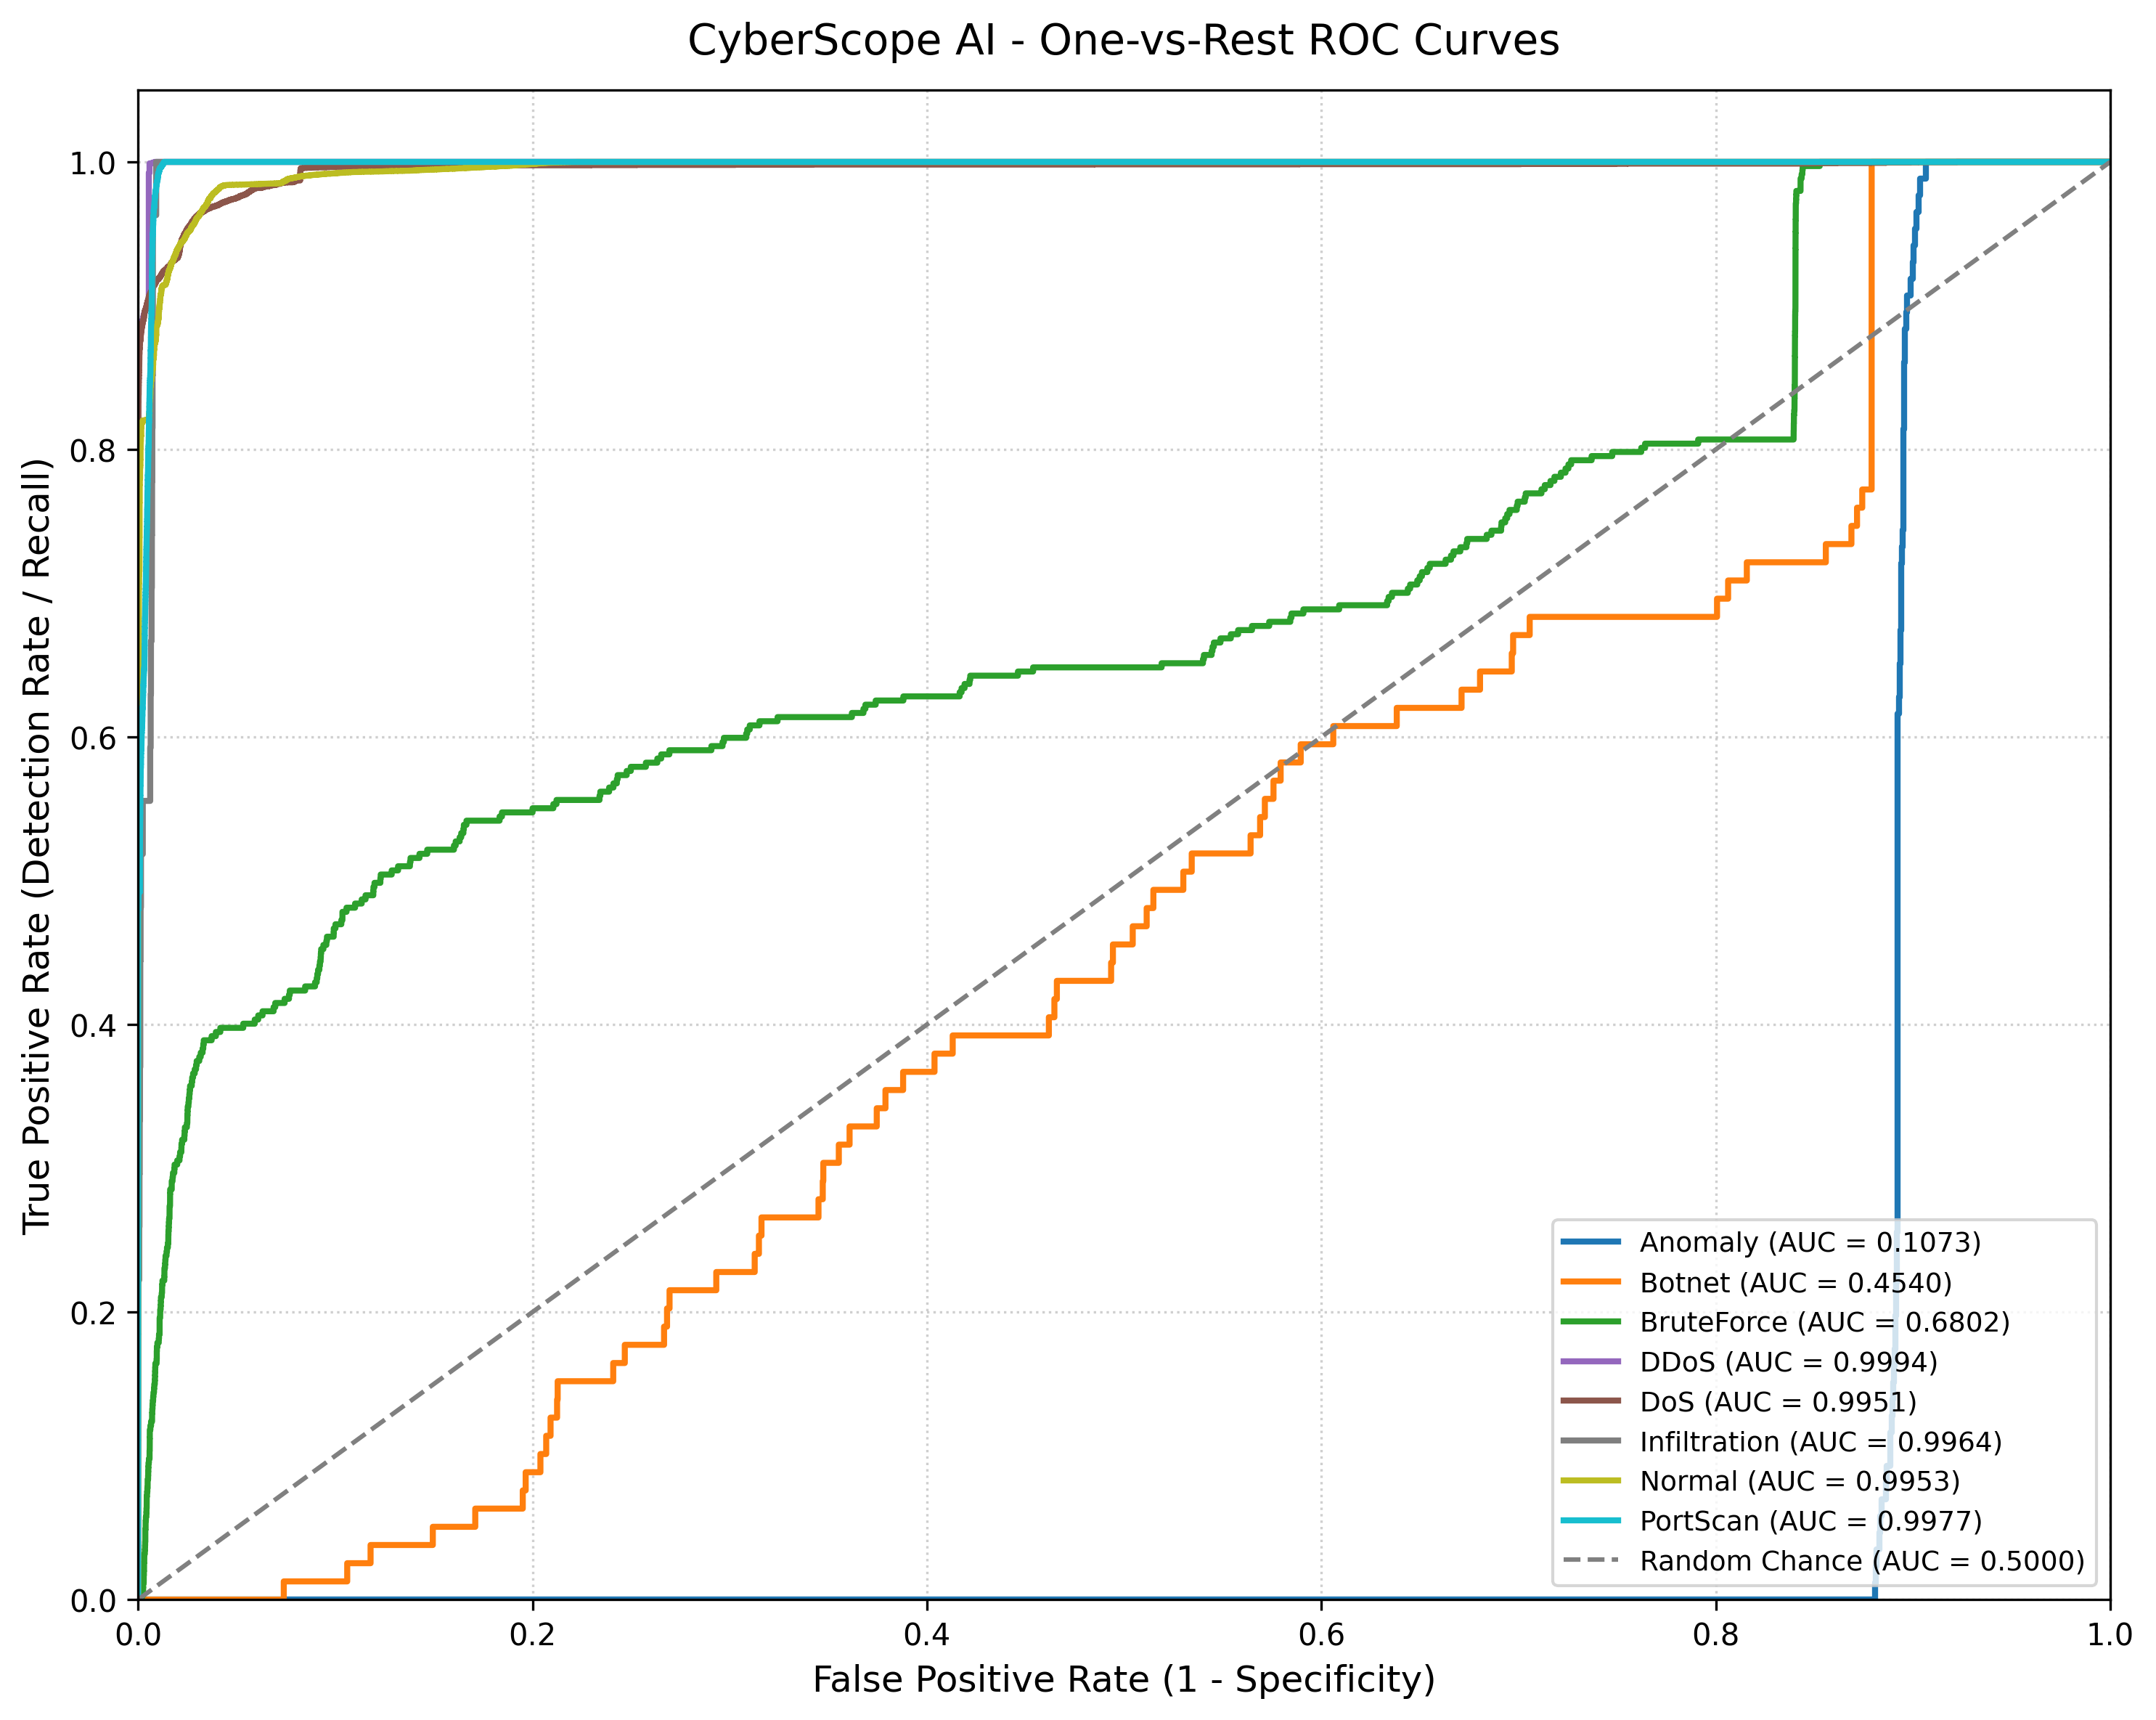 CyberScope AI - One-vs-Rest ROC Curves
True Positive Rate (Detection Rate / Recall)
1.0
0.8
0.6
0.4
0.2
0.0
0.0
0.2
0.4
0.6
0.8
1.0
False Positive Rate (1 - Specificity)
Anomaly (AUC = 0.1073)
Botnet (AUC = 0.4540)
BruteForce (AUC = 0.6802)
DDoS (AUC = 0.9994)
DoS (AUC = 0.9951)
Infiltration (AUC = 0.9964)
Normal (AUC = 0.9953)
PortScan (AUC = 0.9977)
Random Chance (AUC = 0.5000)